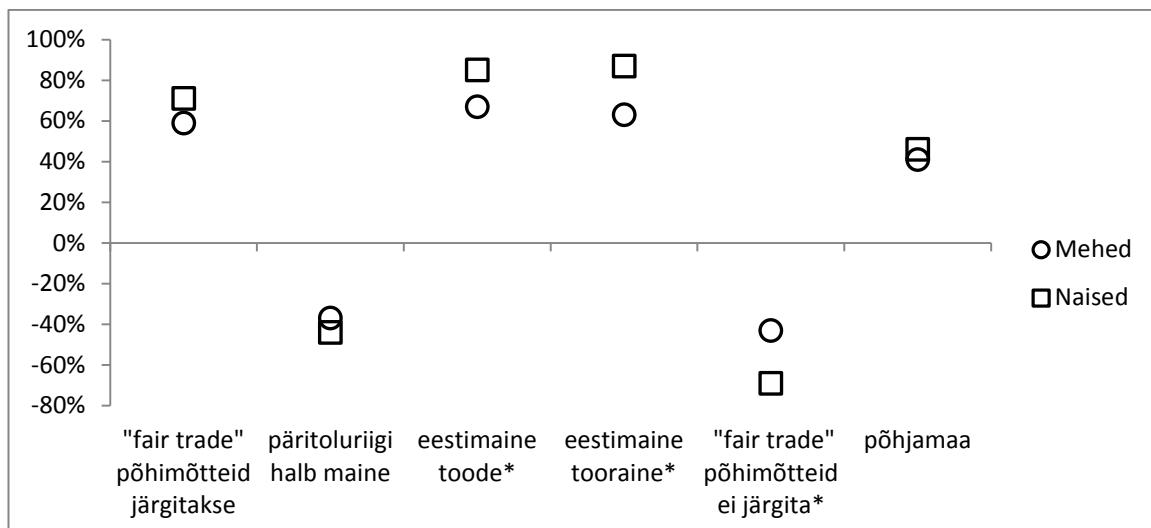 100%
80%
60%
40%
20%
0%
-20%
-40%
-60%
-80%
"fair trade"
põhimõtteid
järgitakse
päritoluriigi
halb maine
eestimaine
toode*
eestimaine
tooraine*
"fair trade"
põhimõtteid
ei järgita*
põhjamaa
Mehed
Naised